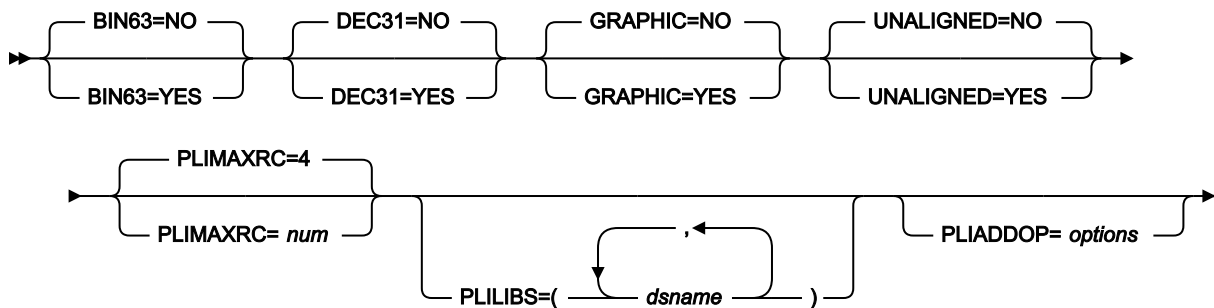 BIN63=NO DEC31=NO GRAPHIC=NO UNALIGNED=NO
BIN63=YES DEC31=YES GRAPHIC=YES UNALIGNED=YES
PLIMAXRC=4
PLIMAXRC= num
,
PLIADDOP= options
PLILIBS=( dsname )